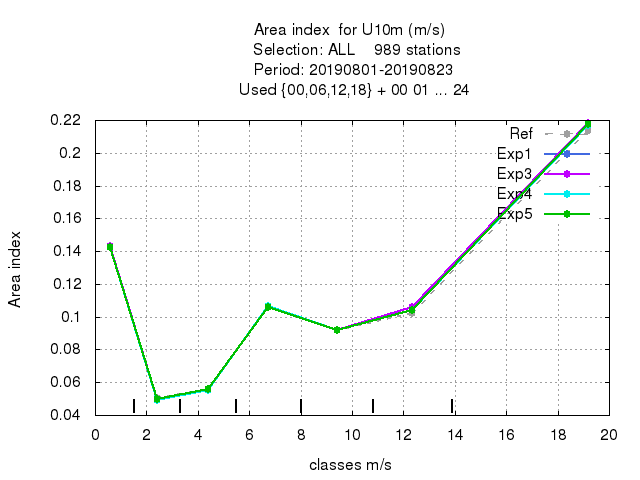 Area index  for U10m (m/s)
Selection: ALL    989 stations
Period: 20190801-20190823
Used {00,06,12,18} + 00 01 ... 24
0.22
0.2
0.18
0.16
0.14
0.12
0.1
0.08
0.06
0.04
Area index
Ref
Exp1
Exp3
Exp4
Exp5
0 2 4 6 8 10 12 14 16 18 20
classes m/s